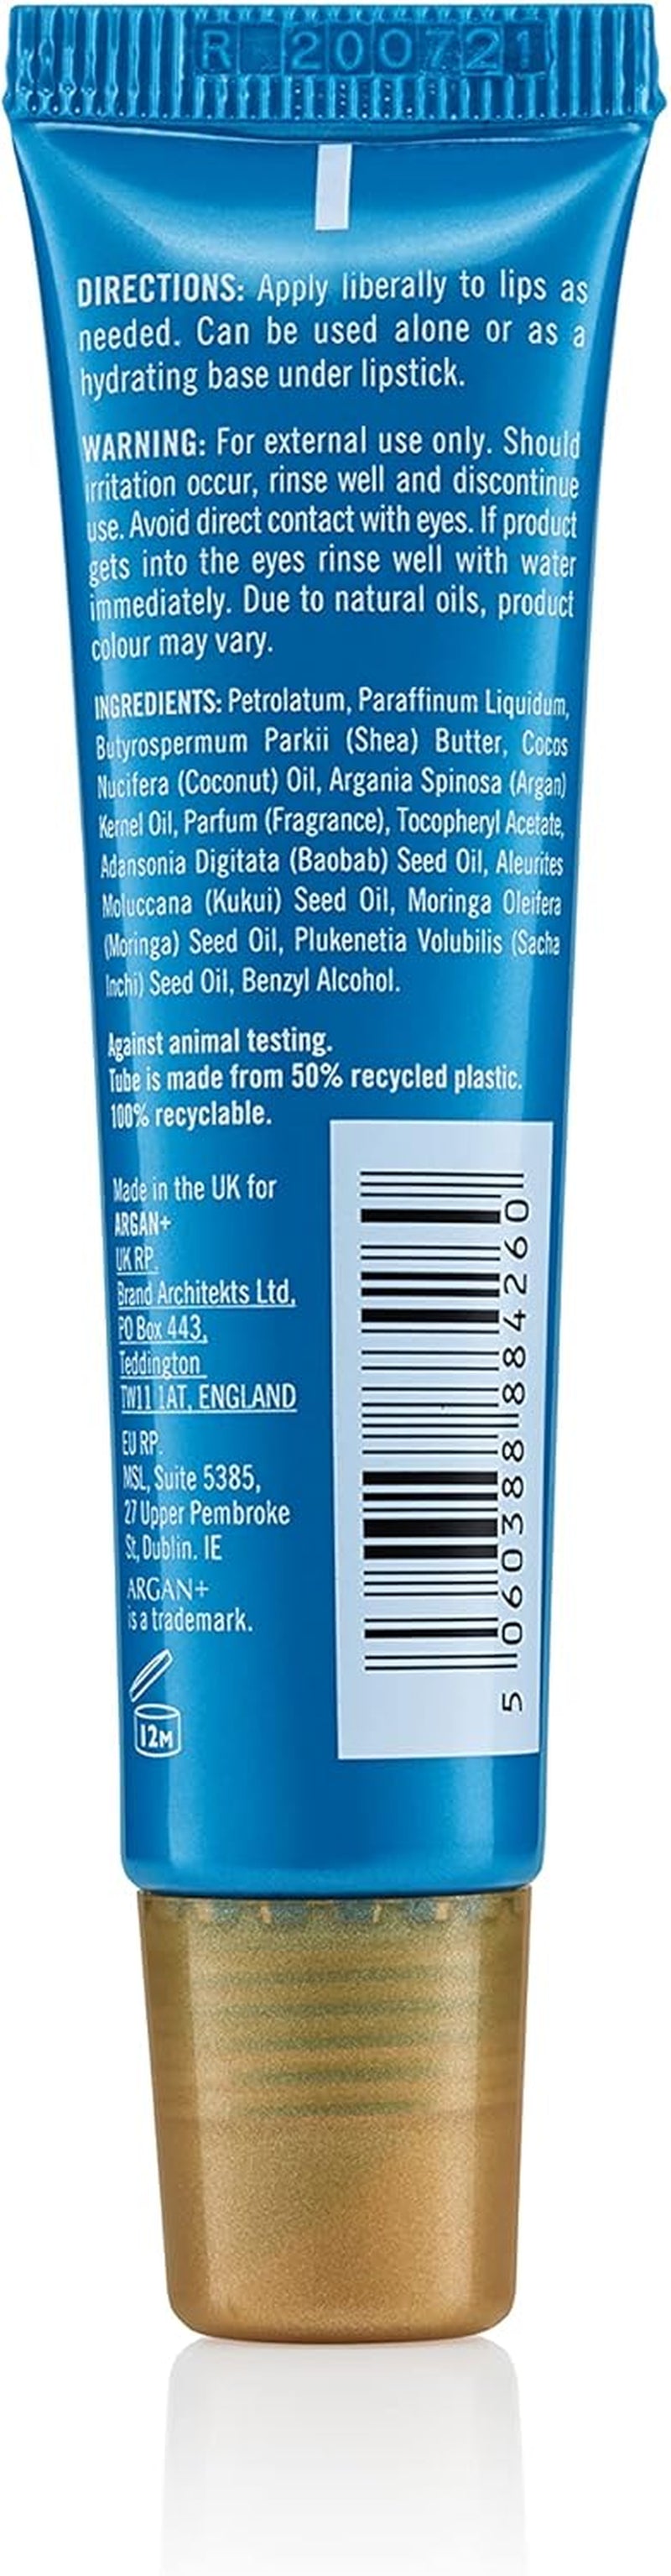 R 200721
DIRECTIONS: Apply liberally to lips as
needed. Can be used alone or as a
hydrating base under lipstick.
WARNING: For external use only. Should
irritation occur, rinse well and discontinue
use. Avoid direct contact with eyes. If product
gets into the eyes rinse well with water
immediately. Due to natural oils, product
colour may vary.
INGREDIENTS: Petrolatum, Paraffinum Liquidum,
Butyrospermum Parkii (Shea) Butter, Cocos
Nucifera (Coconut) Oil, Argania Spinosa (Argan)
Kernel Oil, Parfum (Fragrance), Tocopheryl Acetate,
Adansonia Digitata (Baobab) Seed Oil, Aleurites
Moluccana (Kukui) Seed Oil, Moringa Oleifera
(Moringa) Seed Oil, Plukenetia Volubilis (Sacha
Inchi) Seed Oil, Benzyl Alcohol.
Against animal testing.
Tube is made from 50% recycled plastic.
100% recyclable.
Made in the UK for
ARGAN+
UK RP.
Brand Architekts Ltd,
PO Box 443,
Teddington
TW11 1AT, ENGLAND
EU RP.
MSL, Suite 5385,
27 Upper Pembroke
St, Dublin. IE
ARGAN+
is a trademark.
12M
5 060388 884260